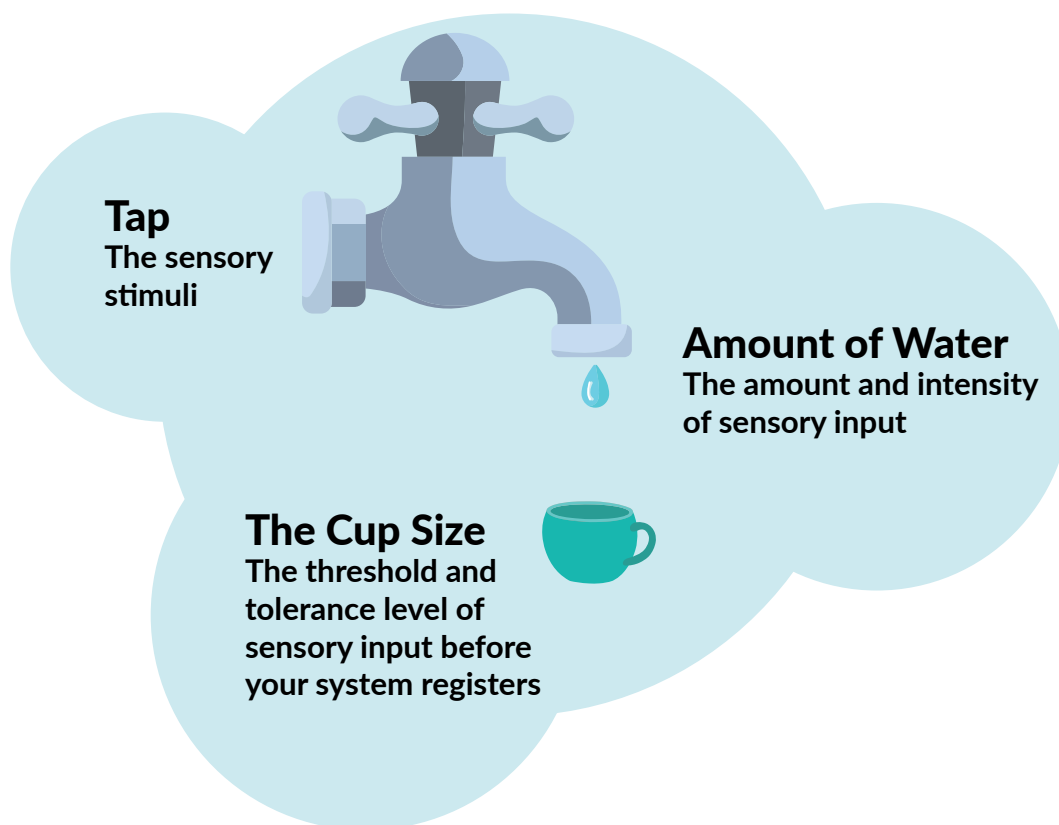 Tap
The sensory
stimuli
Amount of Water
The amount and intensity
of sensory input
The Cup Size
The threshold and
tolerance level of
sensory input before
your system registers